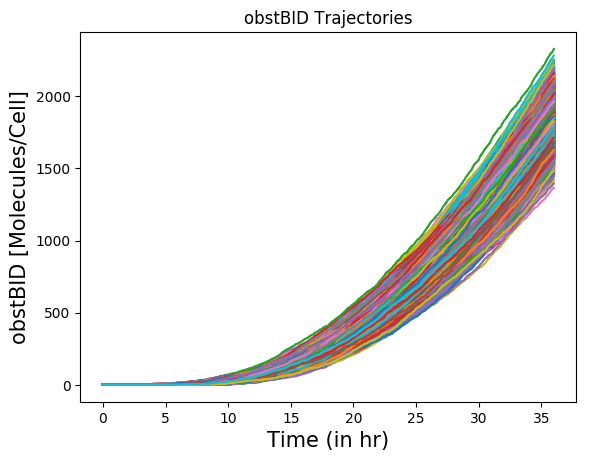 obstBID Trajectories
obstBID [Molecules/Cell]
2000
1500
1000
500
0
0 5 10 15 20 25 30 35
Time (in hr)